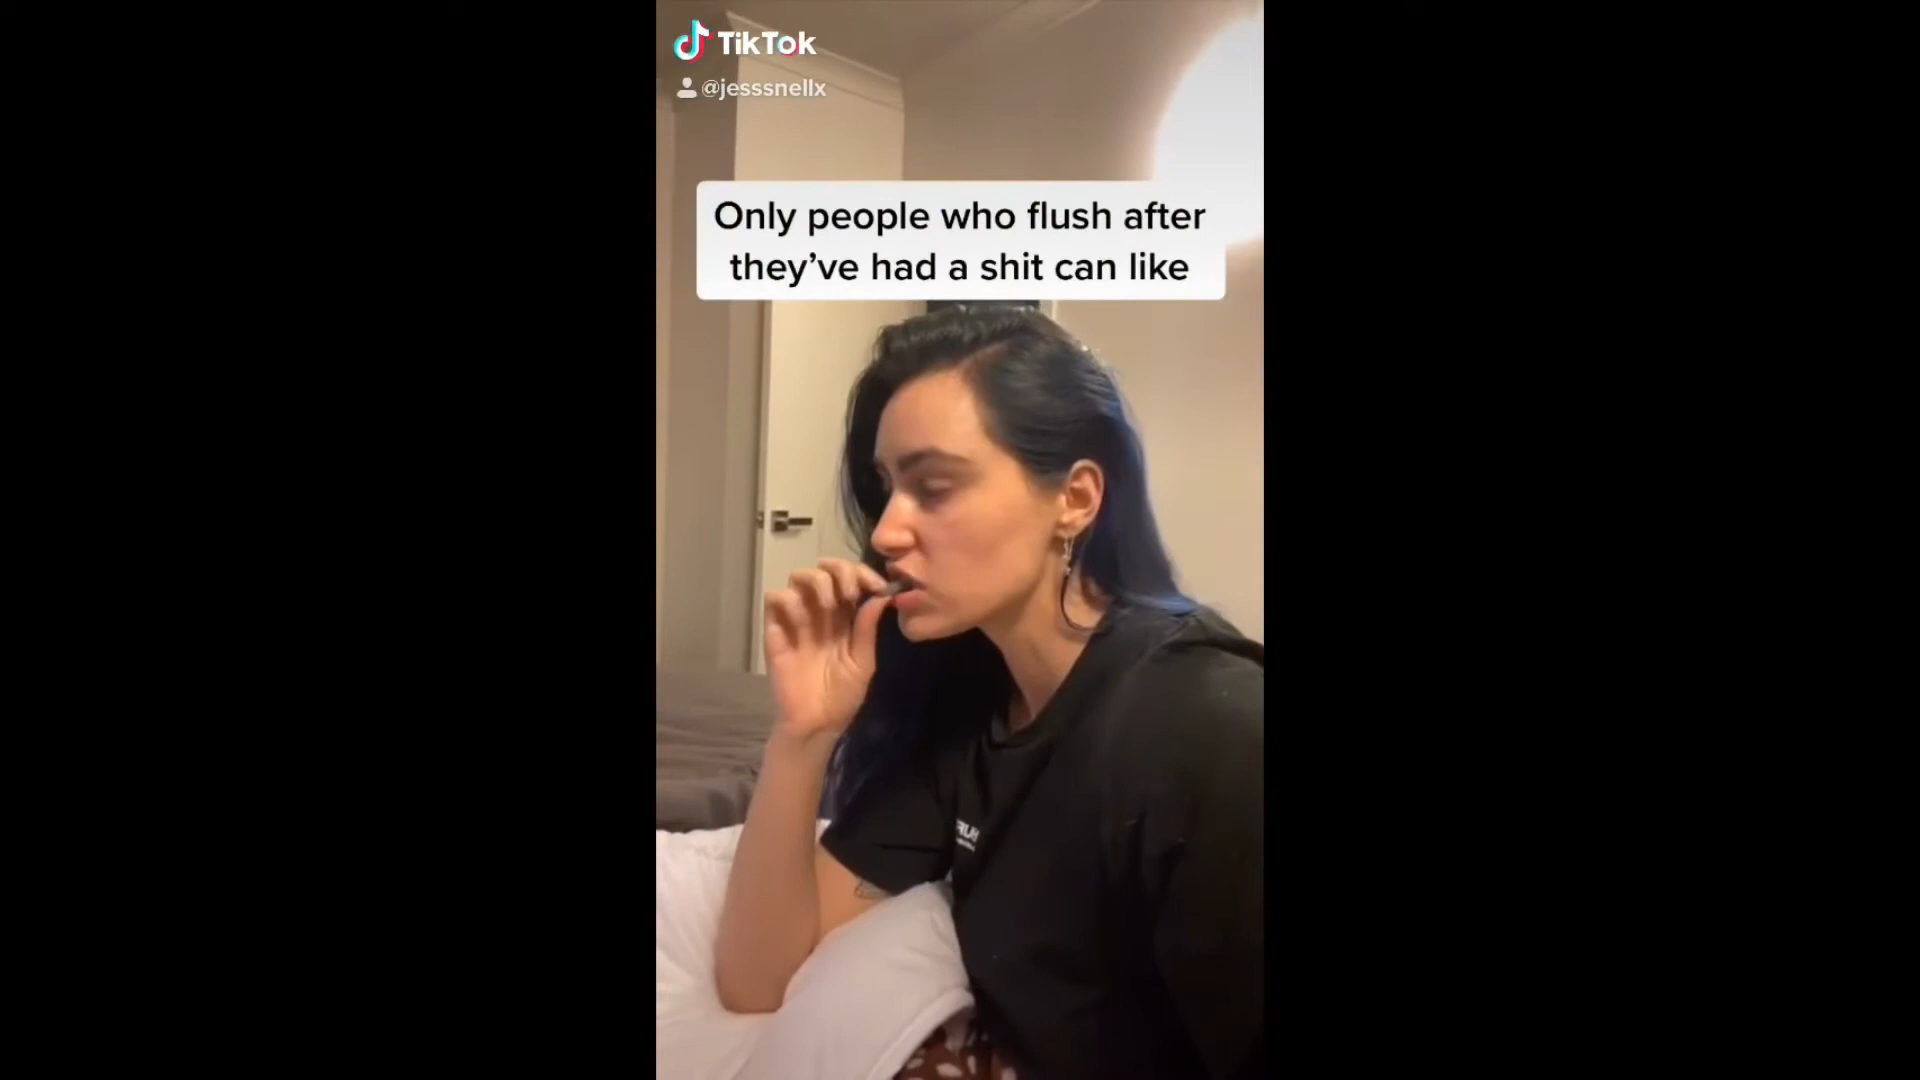 TikTok
@jesssnellx
Only people who flush after
they’ve had a shit can like